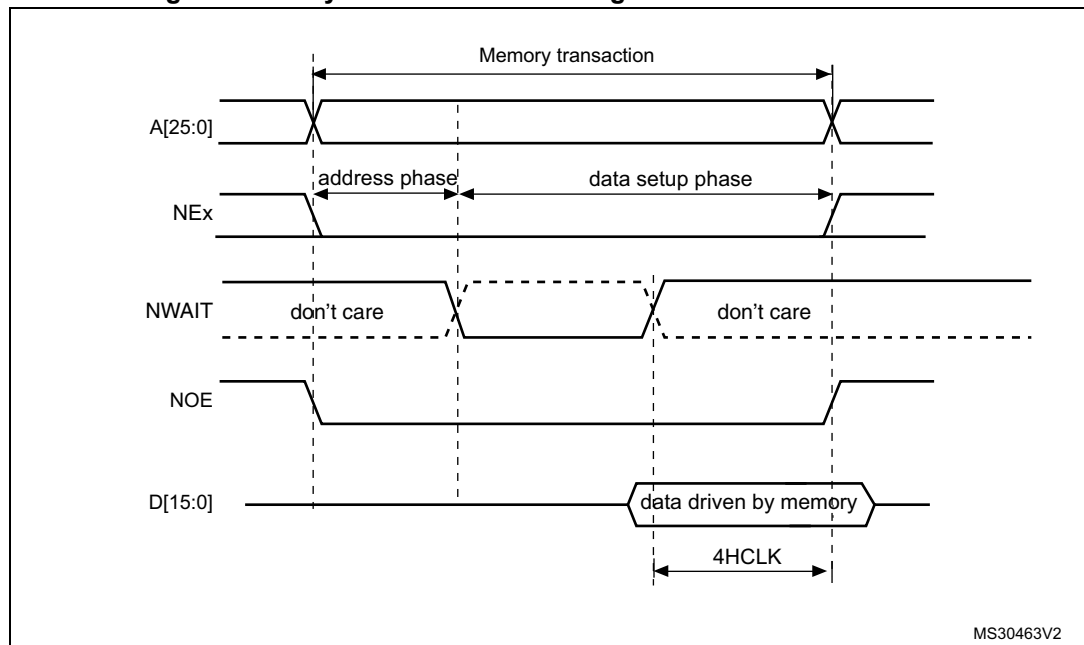 Memory transaction
A[25:0]
address phase
data setup phase
NEx
NWAIT
don't care
don't care
NOE
D[15:0]
data driven by memory
4HCLK
MS30463V2